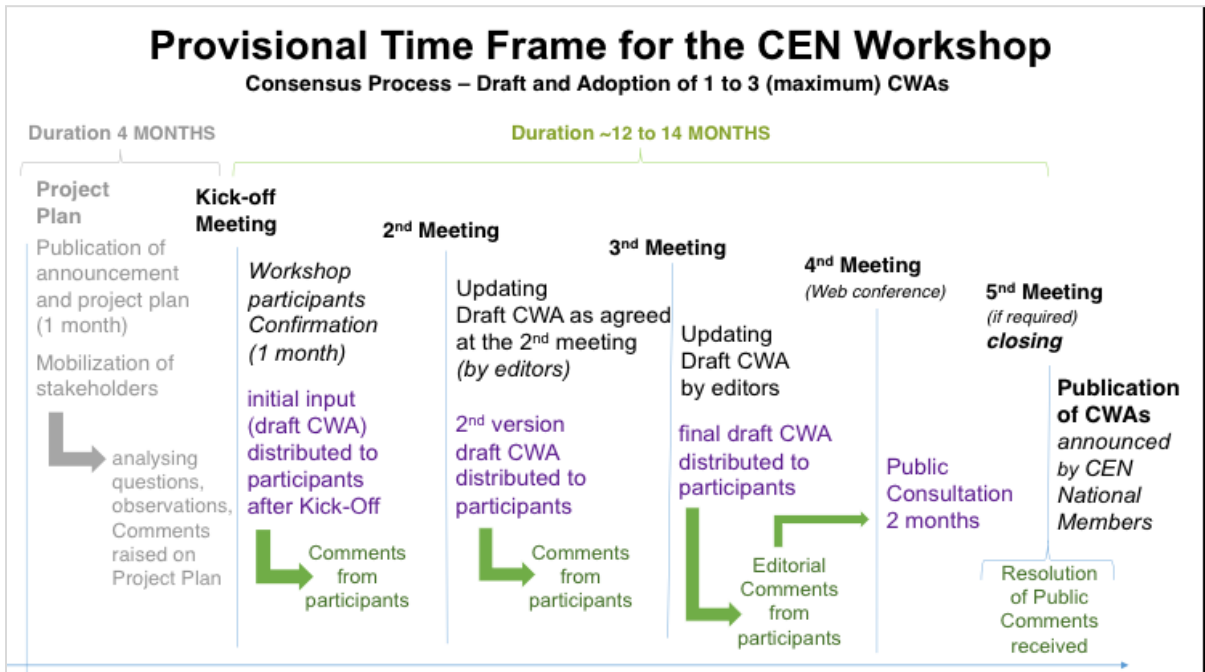 Provisional Time Frame for the CEN Workshop
Consensus Process – Draft and Adoption of 1 to 3 (maximum) CWAs
Duration 4 MONTHS
Duration ~12 to 14 MONTHS
Project
Plan
Publication of
announcement
and project plan
(1 month)
Mobilization of
stakeholders
analysing
questions,
observations,
Comments
raised on
Project Plan
Kick-off
Meeting
Workshop
participants
Confirmation
(1 month)
initial input
(draft CWA)
distributed to
participants
after Kick-Off
Comments
from
participants
2nd Meeting
Updating
Draft CWA as agreed
at the 2nd meeting
(by editors)
2nd version
draft CWA
distributed to
participants
Comments
from
participants
3nd Meeting
Updating
Draft CWA
by editors
final draft CWA
distributed to
participants
Editorial
Comments
from
participants
4nd Meeting
(Web conference)
Public
Consultation
2 months
5nd Meeting
(if required)
closing
Publication
of CWAs
announced
by CEN
National
Members
Resolution
of Public
Comments
received